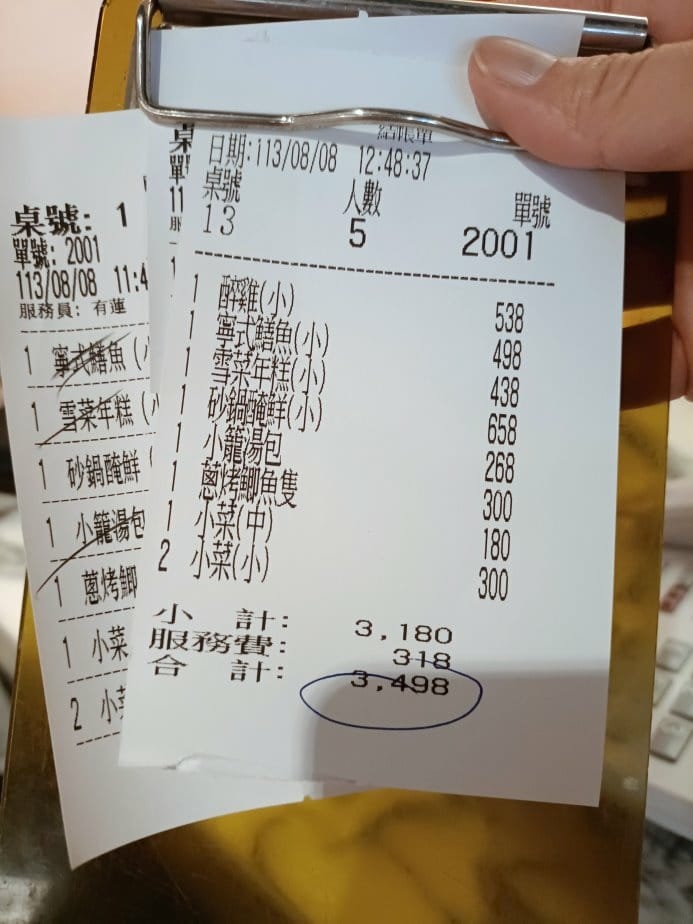 結帳單
日期:113/08/08 12:48:37
桌號 人數 單號
13 5 2001
1 醉雞(小) 538
1 寧式鱔魚(小) 498
1 雪菜年糕(小) 438
1 砂鍋醃鮮(小) 658
1 小籠湯包 268
1 蔥烤鯽魚隻 300
1 小菜(中) 180
2 小菜(小) 300
小 計: 3,180
服務費: 318
合 計: 3,498
桌號: 1
單號: 2001
113/08/08 11:4
服務員: 有蓮
1 寧式鱔魚(
1 雪菜年糕(
1 砂鍋醃鮮(
1 小籠湯包
1 蔥烤鯽
1 小菜
2 小菜
桌
單
11
服